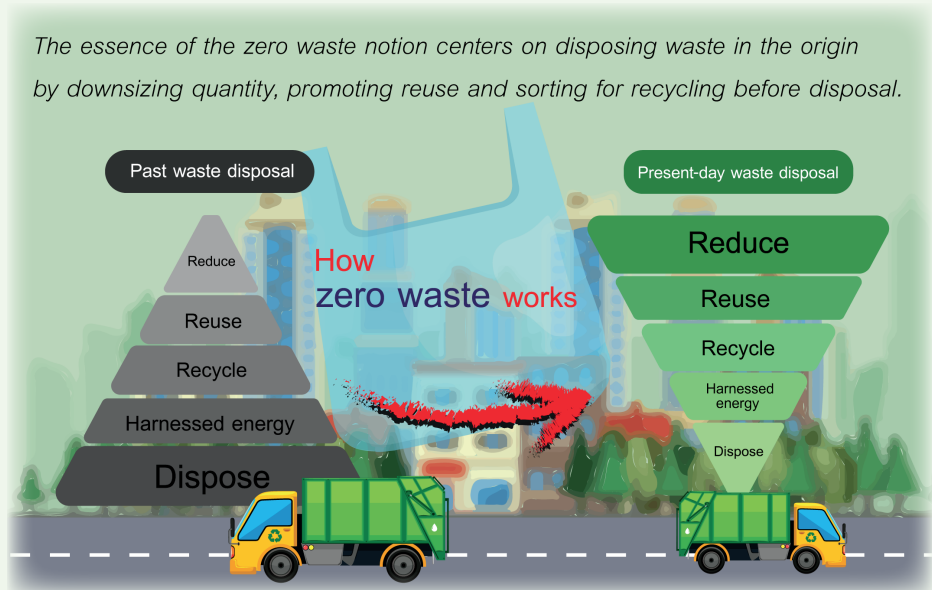 The essence of the zero waste notion centers on disposing waste in the origin
by downsizing quantity, promoting reuse and sorting for recycling before disposal.
Past waste disposal
Reduce
Reuse
Recycle
Harnessed energy
Dispose
How
zero waste works
Present-day waste disposal
Reduce
Reuse
Recycle
Harnessed
energy
Dispose